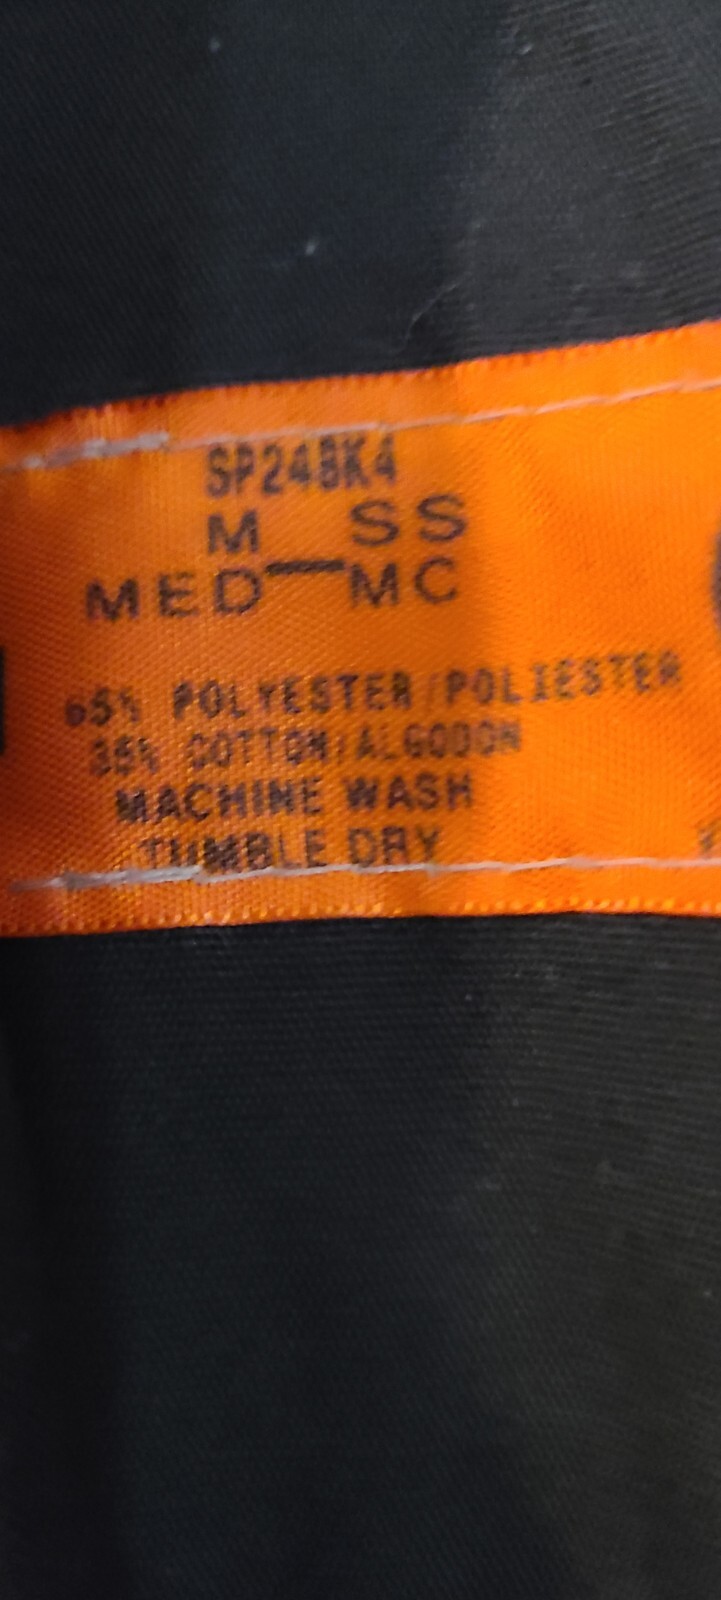 SP24BK4
M SS
MED—MC
65% POLYESTER/POLIESTER
35% COTTON/ALGODON
MACHINE WASH
TUMBLE DRY